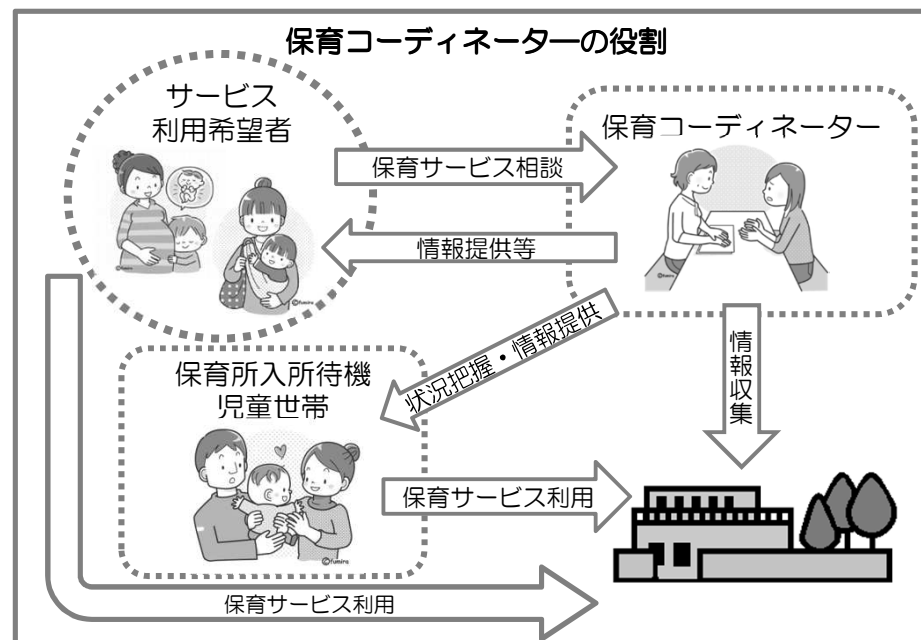 保育コーディネーターの役割
サービス
利用希望者
保育コーディネーター
保育サービス相談
情報提供等
©fumira
©fumira
©fumira
状況把握・情報提供
情報収集
保育所入所待機
児童世帯
保育サービス利用
©fumira
保育サービス利用